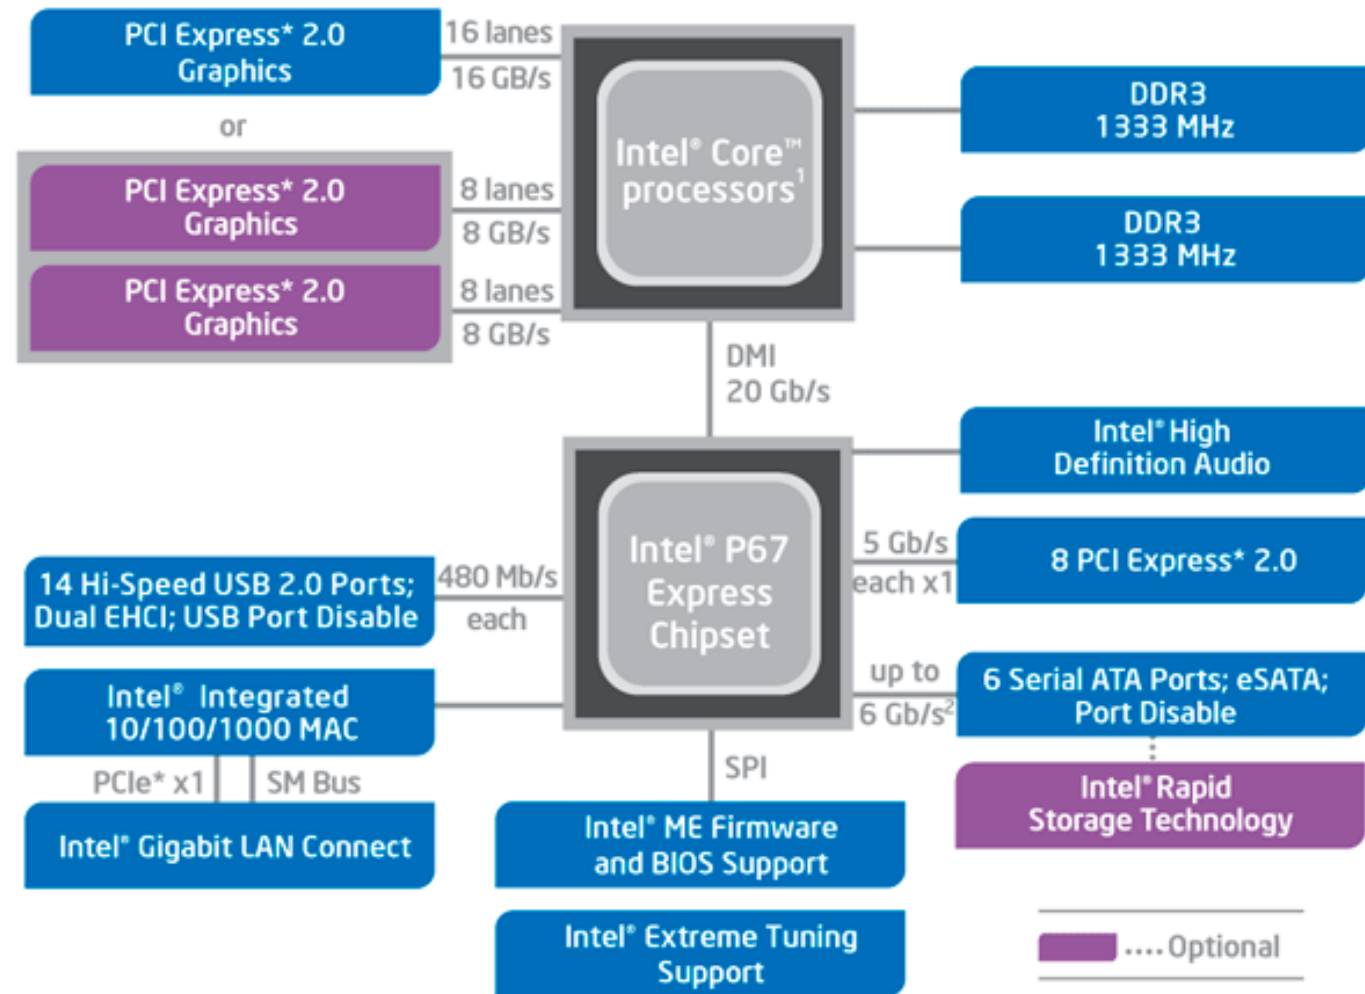 PCI Express* 2.0
Graphics
16 lanes
16 GB/s
or
PCI Express* 2.0
Graphics
8 lanes
8 GB/s
PCI Express* 2.0
Graphics
8 lanes
8 GB/s
Intel® Core™
processors¹
DDR3
1333 MHz
DDR3
1333 MHz
DMI
20 Gb/s
Intel® P67
Express
Chipset
Intel® High
Definition Audio
5 Gb/s
each x1
8 PCI Express* 2.0
14 Hi-Speed USB 2.0 Ports;
Dual EHCI; USB Port Disable
480 Mb/s
each
up to
6 Gb/s²
6 Serial ATA Ports; eSATA;
Port Disable
Intel® Integrated
10/100/1000 MAC
PCIe* x1
SM Bus
Intel® Gigabit LAN Connect
SPI
Intel® ME Firmware
and BIOS Support
Intel® Rapid
Storage Technology
Intel® Extreme Tuning
Support
.... Optional